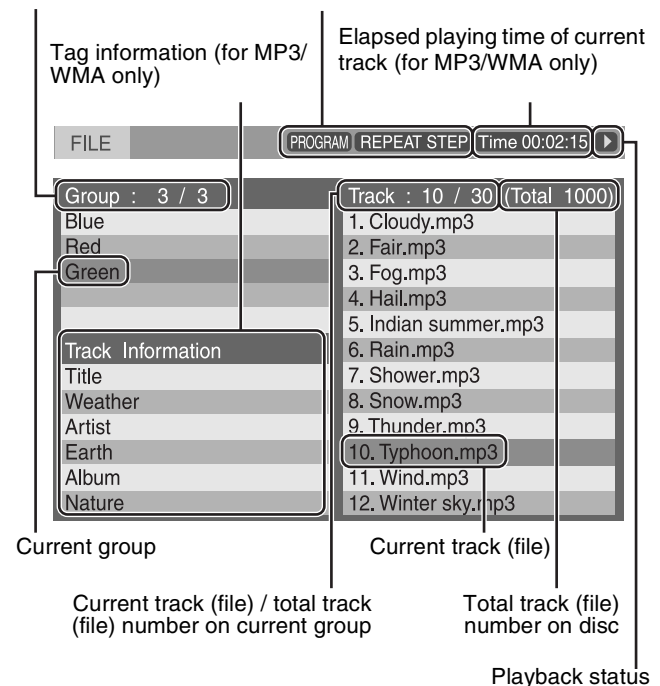 Tag information (for MP3/
WMA only)
Elapsed playing time of current
track (for MP3/WMA only)
FILE
PROGRAM REPEAT STEP Time 00:02:15
Group : 3 / 3
Blue
Red
Green
Track Information
Title
Weather
Artist
Earth
Album
Nature
Track : 10 / 30 (Total 1000)
1. Cloudy.mp3
2. Fair.mp3
3. Fog.mp3
4. Hail.mp3
5. Indian summer.mp3
6. Rain.mp3
7. Shower.mp3
8. Snow.mp3
9. Thunder.mp3
10. Typhoon.mp3
11. Wind.mp3
12. Winter sky.mp3
Current group
Current track (file)
Current track (file) / total track
(file) number on current group
Total track (file)
number on disc
Playback status